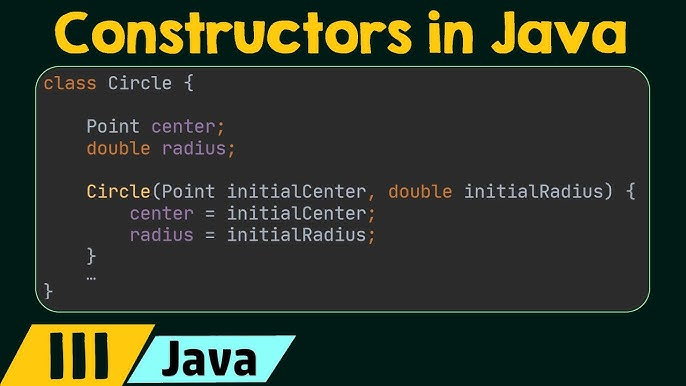 Constructors in Java
class Circle {
Point center;
double radius;
Circle(Point initialCenter, double initialRadius) {
center = initialCenter;
radius = initialRadius;
}
…
}
III
Java